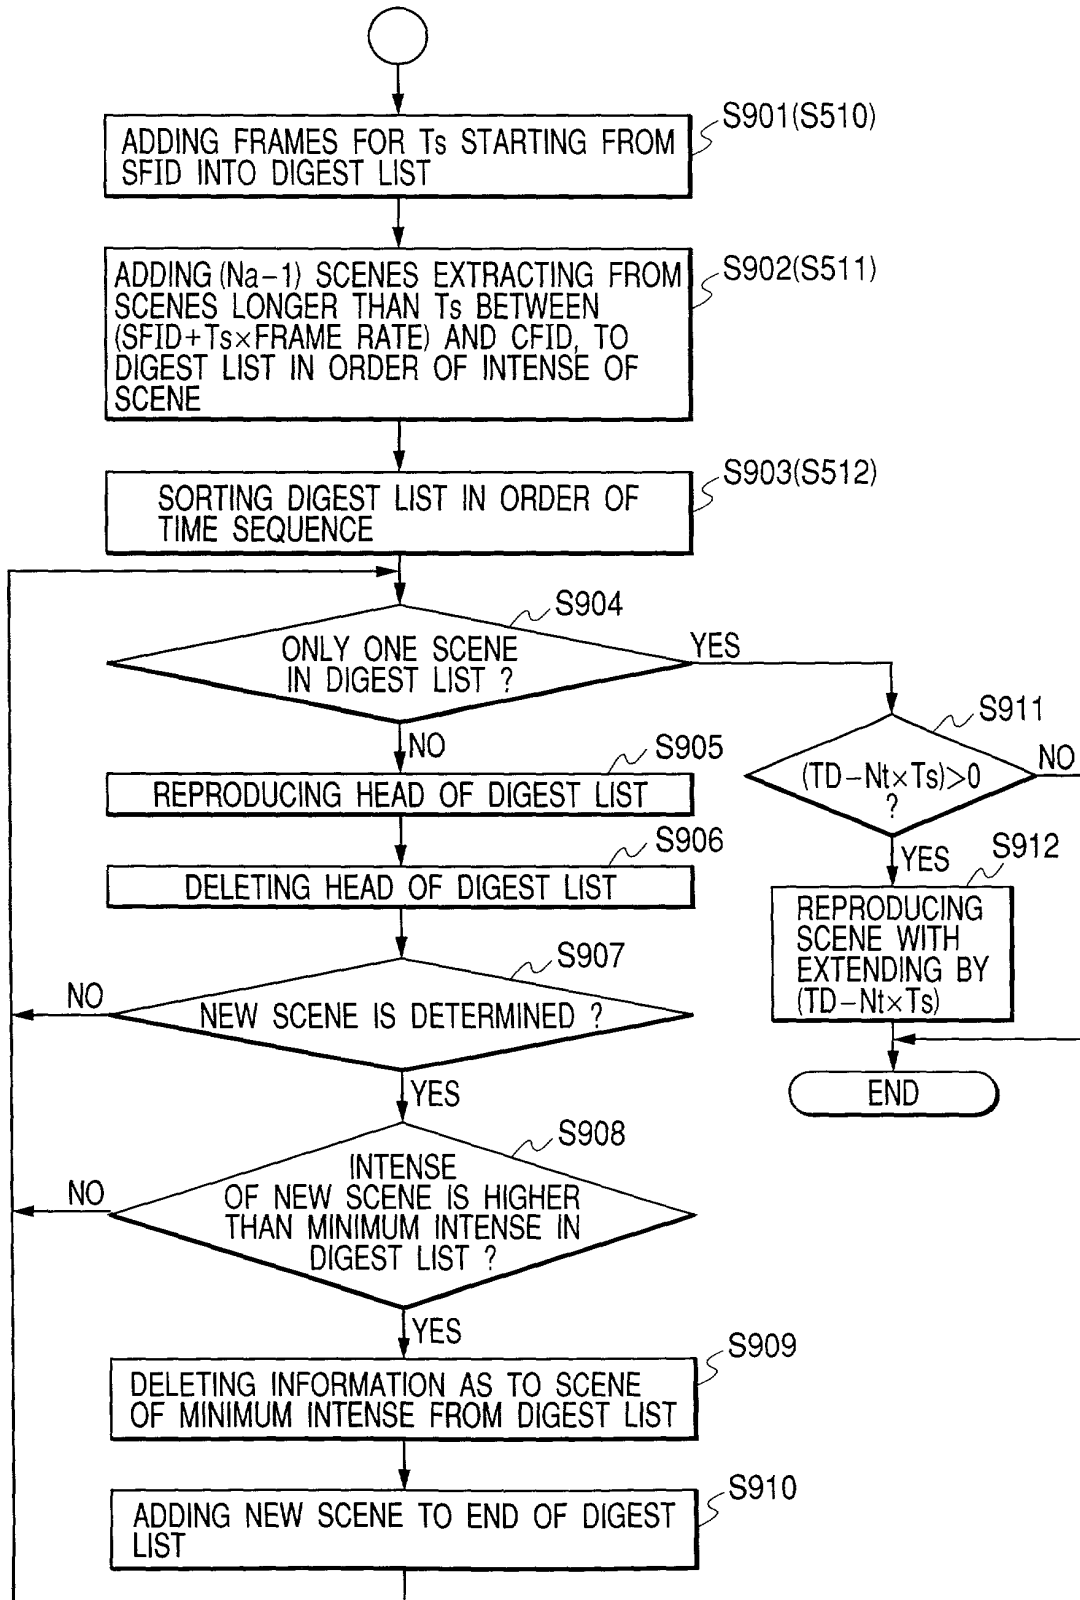 S901(S510)
ADDING FRAMES FOR Ts STARTING FROM
SFID INTO DIGEST LIST
S902(S511)
ADDING (Na-1) SCENES EXTRACTING FROM
SCENES LONGER THAN Ts BETWEEN
(SFID+Ts×FRAME RATE) AND CFID, TO
DIGEST LIST IN ORDER OF INTENSE OF
SCENE
S903(S512)
SORTING DIGEST LIST IN ORDER OF
TIME SEQUENCE
S904
ONLY ONE SCENE
IN DIGEST LIST ?
YES
NO
S905
REPRODUCING HEAD OF DIGEST LIST
S906
DELETING HEAD OF DIGEST LIST
S907
NEW SCENE IS DETERMINED ?
NO
YES
S908
INTENSE
OF NEW SCENE IS HIGHER
THAN MINIMUM INTENSE IN
DIGEST LIST ?
NO
YES
S909
DELETING INFORMATION AS TO SCENE
OF MINIMUM INTENSE FROM DIGEST LIST
S910
ADDING NEW SCENE TO END OF DIGEST
LIST
S911
(TD-Nt×Ts)>0
?
NO
YES
S912
REPRODUCING
SCENE WITH
EXTENDING BY
(TD-Nt×Ts)
END